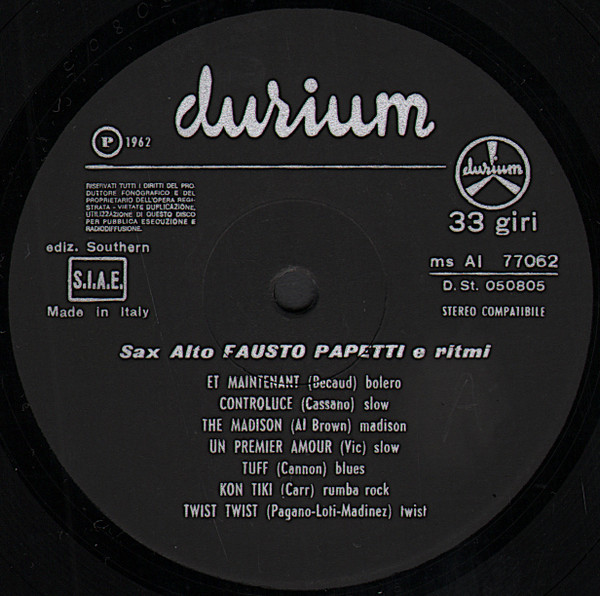 durium
P 1962
durium
RISERVATI TUTTI I DIRITTI DEL PRO-
DUTTORE FONOGRAFICO E DEL
PROPRIETARIO DELL'OPERA REGI-
STRATA - VIETATE DUPLICAZIONE,
UTILIZZAZIONE DI QUESTO DISCO
PER PUBBLICA ESECUZIONE E
RADIODIFFUSIONE.
33 giri
ediz. Southern
S.I.A.E.
Made in Italy
ms AI 77062
D. St. 050805
STEREO COMPATIBILE
Sax Alto FAUSTO PAPETTI e ritmi
ET MAINTENANT (Becaud) bolero
CONTROLUCE (Cassano) slow
THE MADISON (Al Brown) madison
UN PREMIER AMOUR (Vic) slow
TUFF (Cannon) blues
KON TIKI (Carr) rumba rock
TWIST TWIST (Pagano-Loti-Madinez) twist